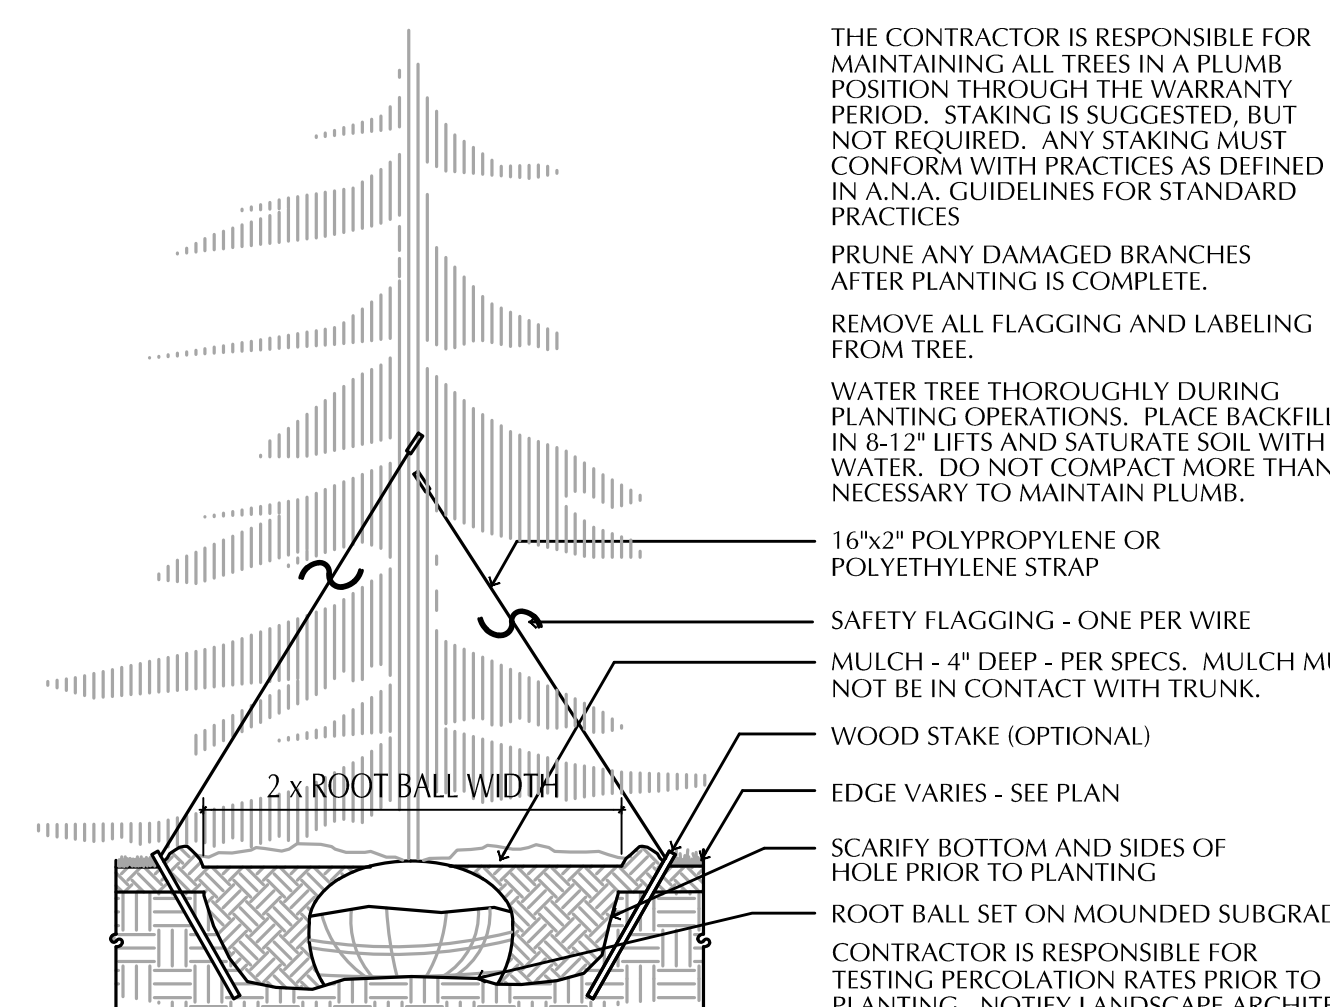 THE CONTRACTOR IS RESPONSIBLE FOR
MAINTAINING ALL TREES IN A PLUMB
POSITION THROUGH THE WARRANTY
PERIOD.  STAKING IS SUGGESTED, BUT
NOT REQUIRED.  ANY STAKING MUST
CONFORM WITH PRACTICES AS DEFINED
IN A.N.A. GUIDELINES FOR STANDARD
PRACTICES
PRUNE ANY DAMAGED BRANCHES
AFTER PLANTING IS COMPLETE.
REMOVE ALL FLAGGING AND LABELING
FROM TREE.
WATER TREE THOROUGHLY DURING
PLANTING OPERATIONS.  PLACE BACKFILL
IN 8-12" LIFTS AND SATURATE SOIL WITH
WATER.  DO NOT COMPACT MORE THAN
NECESSARY TO MAINTAIN PLUMB.
16"x2" POLYPROPYLENE OR
POLYETHYLENE STRAP
SAFETY FLAGGING - ONE PER WIRE
MULCH - 4" DEEP - PER SPECS.  MULCH
NOT BE IN CONTACT WITH TRUNK.
WOOD STAKE (OPTIONAL)
2 x ROOT BALL WIDTH
EDGE VARIES - SEE PLAN
SCARIFY BOTTOM AND SIDES OF
HOLE PRIOR TO PLANTING
ROOT BALL SET ON MOUNDED
CONTRACTOR IS RESPONSIBLE FOR
TESTING PERCOLATION RATES PRIOR TO
PLANTING.  NOTIFY LANDSCAPE